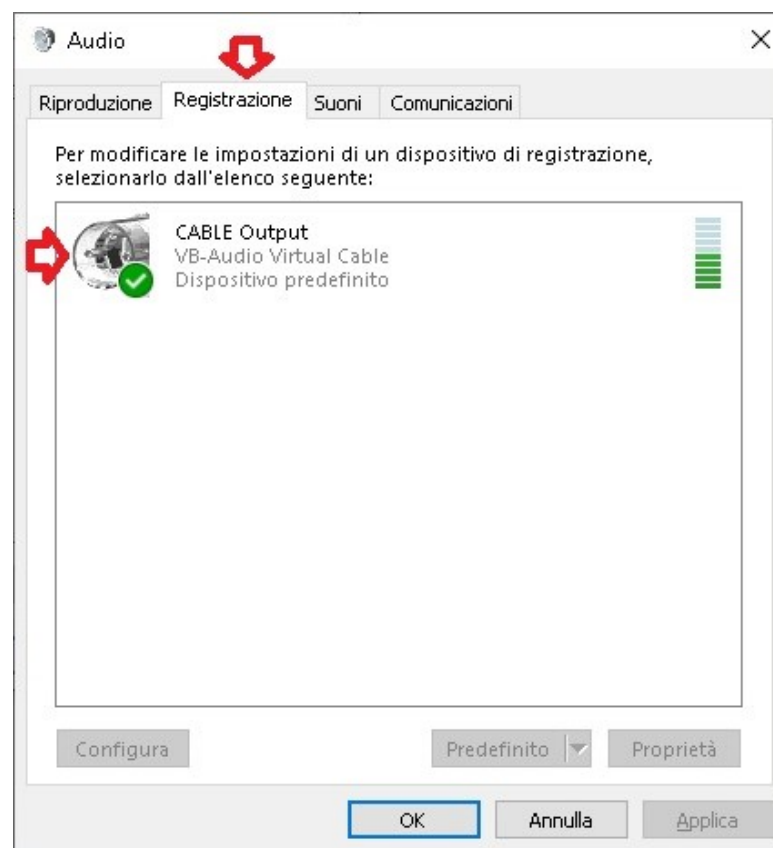 Audio
Riproduzione Registrazione Suoni Comunicazioni
Per modificare le impostazioni di un dispositivo di registrazione,
selezionarlo dall'elenco seguente:
CABLE Output
VB-Audio Virtual Cable
Dispositivo predefinito
Configura Predefinito Proprietà
OK Annulla Applica